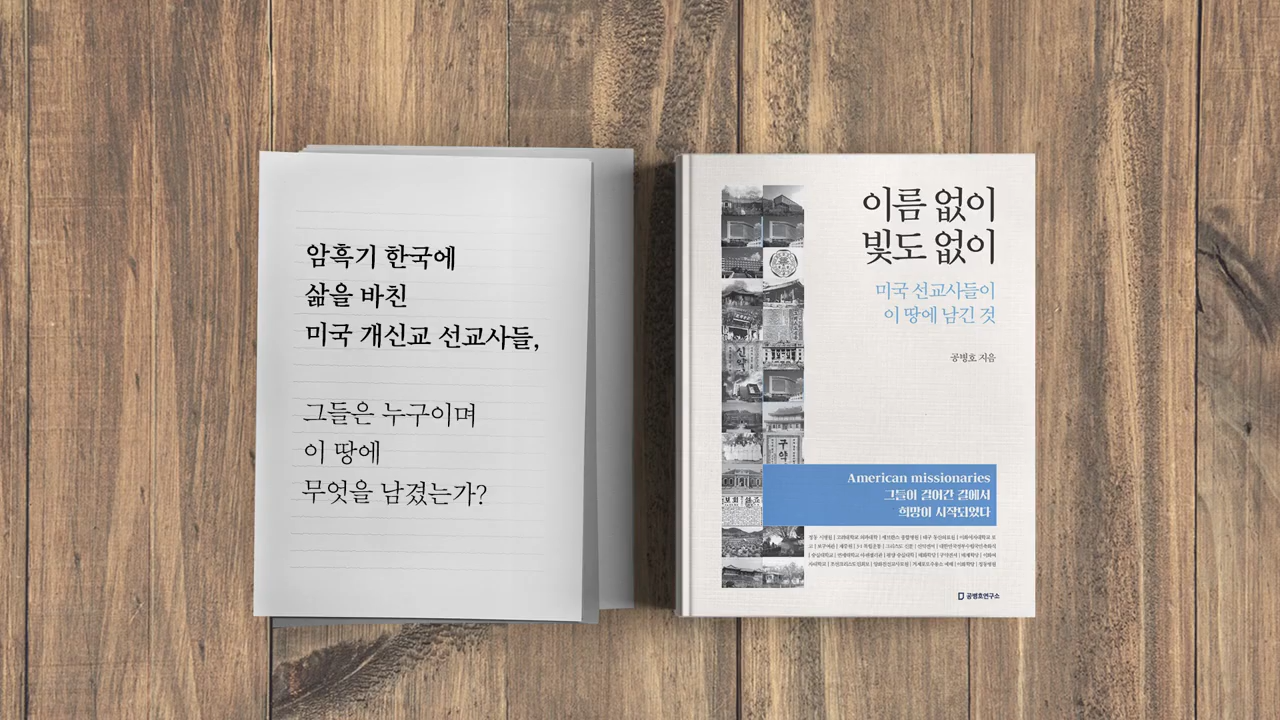 암흑기 한국에
삶을 바친
미국 개신교 선교사들,
그들은 누구이며
이 땅에
무엇을 남겼는가?
이름 없이
빛도 없이
미국 선교사들이
이 땅에 남긴 것
공병호 지음
신약
구약
American missionaries
그들이 걸어간 길에서
희망이 시작되었다
공병호연구소